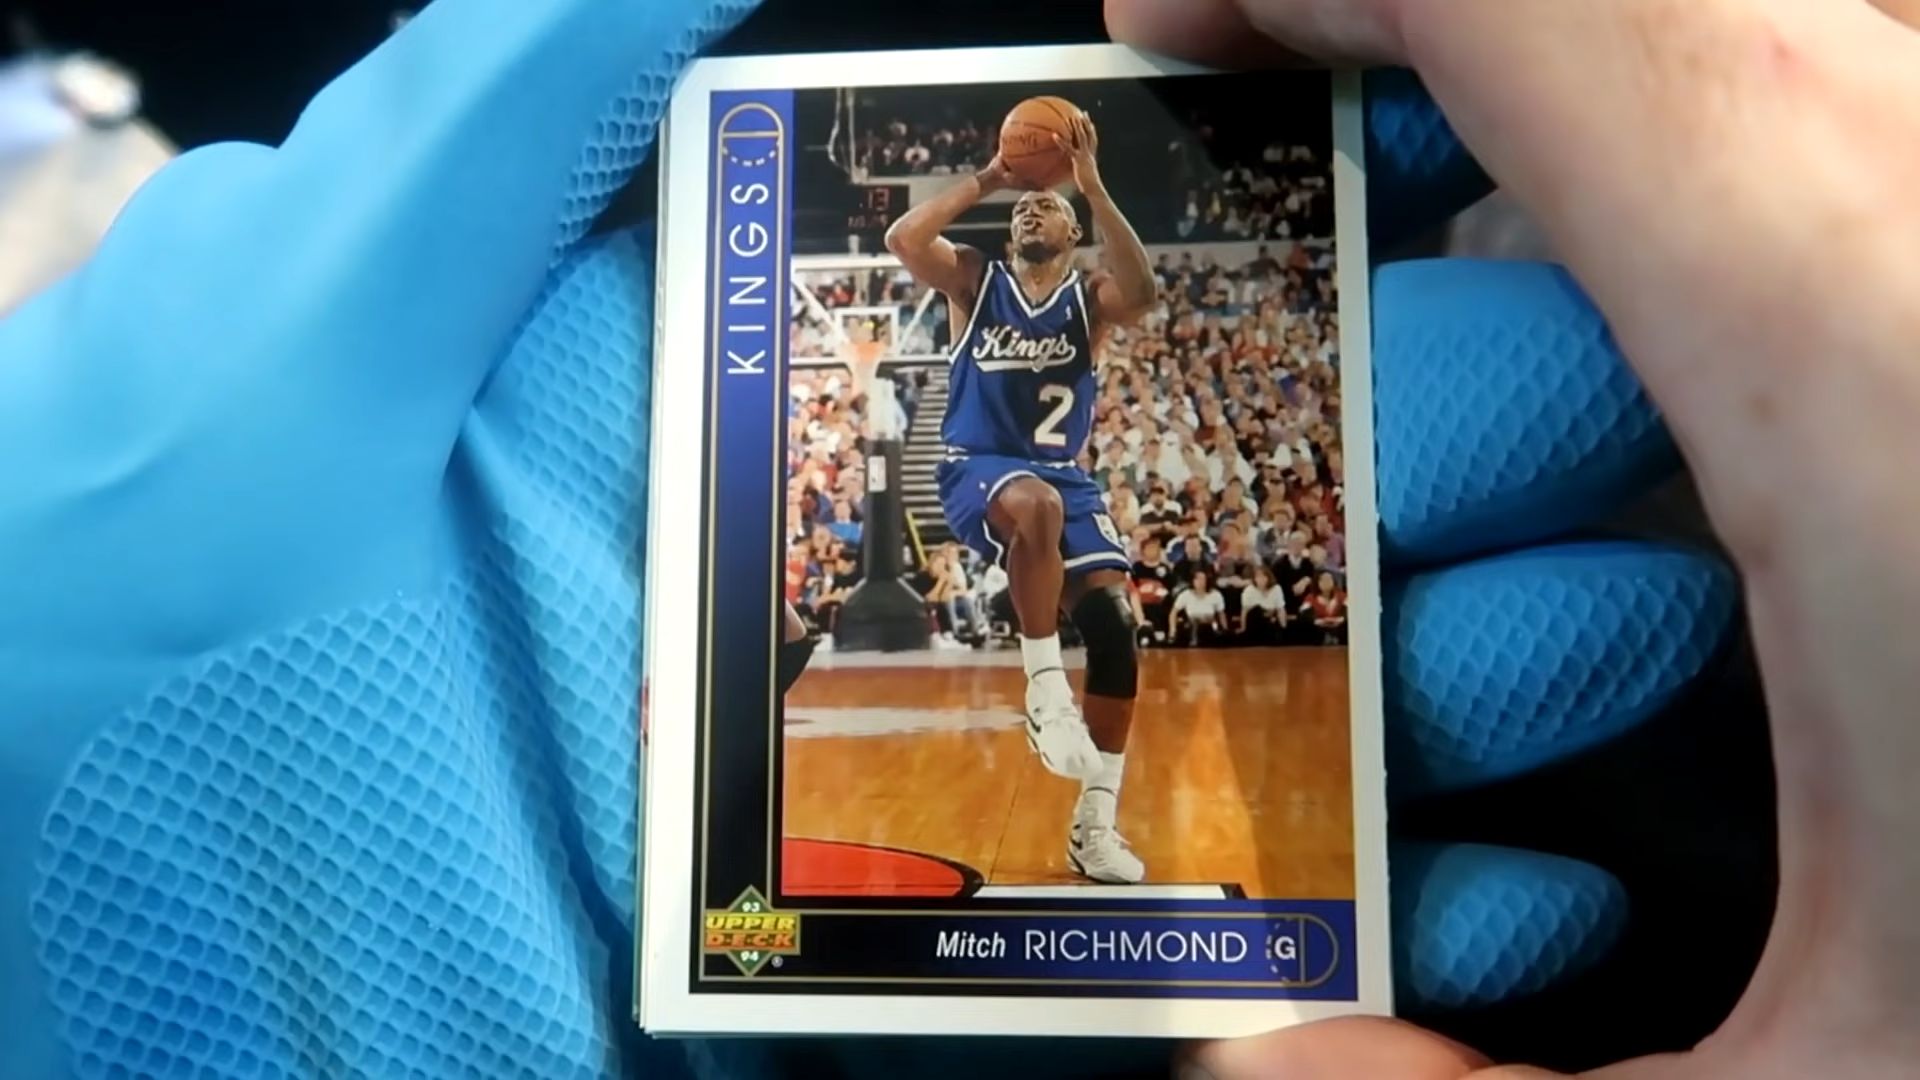 KINGS
Kings
2
93
UPPER
DECK
94
®
Mitch RICHMOND G